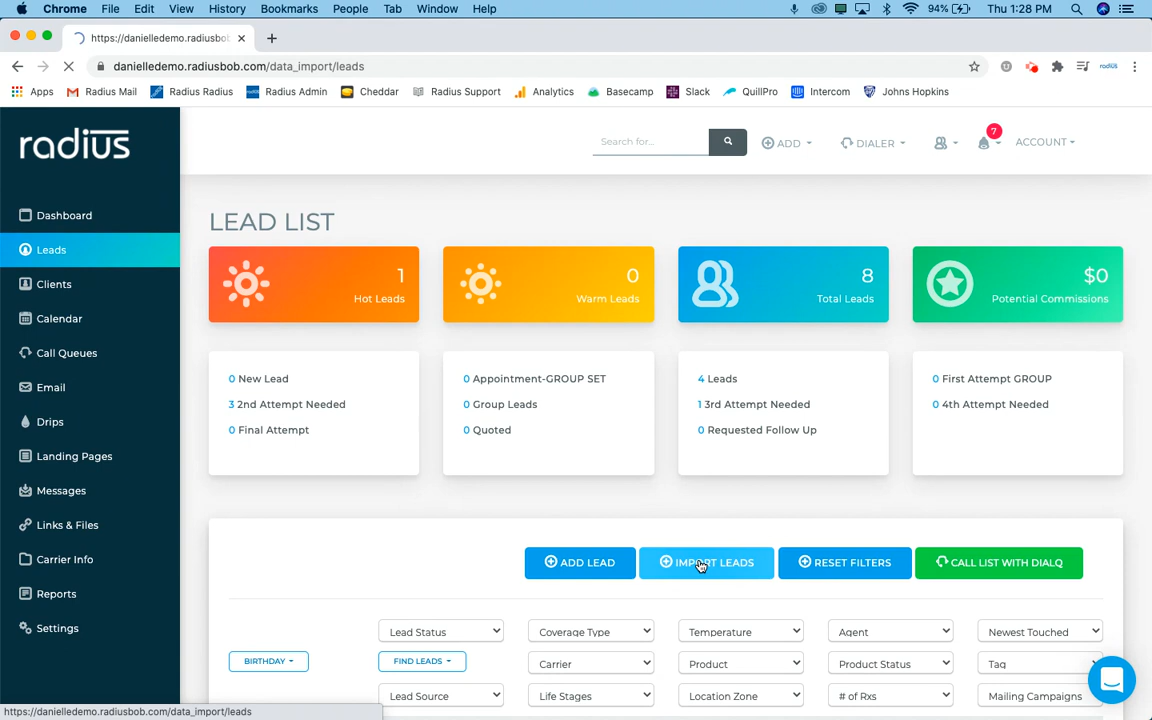 Chrome File Edit View History Bookmarks People Tab Window Help 94% Thu 1:28 PM
https://danielledemo.radiusbob
danielledemo.radiusbob.com/data_import/leads
Apps Radius Mail Radius Radius Radius Admin Cheddar Radius Support Analytics Basecamp Slack QuillPro Intercom Johns Hopkins
radius
Search for...
ADD
DIALER
7
ACCOUNT
Dashboard
Leads
Clients
Calendar
Call Queues
Email
Drips
Landing Pages
Messages
Links & Files
Carrier Info
Reports
Settings
LEAD LIST
1
Hot Leads
0
Warm Leads
8
Total Leads
$0
Potential Commissions
0 New Lead
3 2nd Attempt Needed
0 Final Attempt
0 Appointment-GROUP SET
0 Group Leads
0 Quoted
4 Leads
1 3rd Attempt Needed
0 Requested Follow Up
0 First Attempt GROUP
0 4th Attempt Needed
ADD LEAD IMPORT LEADS RESET FILTERS CALL LIST WITH DIALQ
Lead Status Coverage Type Temperature Agent Newest Touched
BIRTHDAY FIND LEADS Carrier Product Product Status Tag
Lead Source Life Stages Location Zone # of Rxs Mailing Campaigns
https://danielledemo.radiusbob.com/data_import/leads